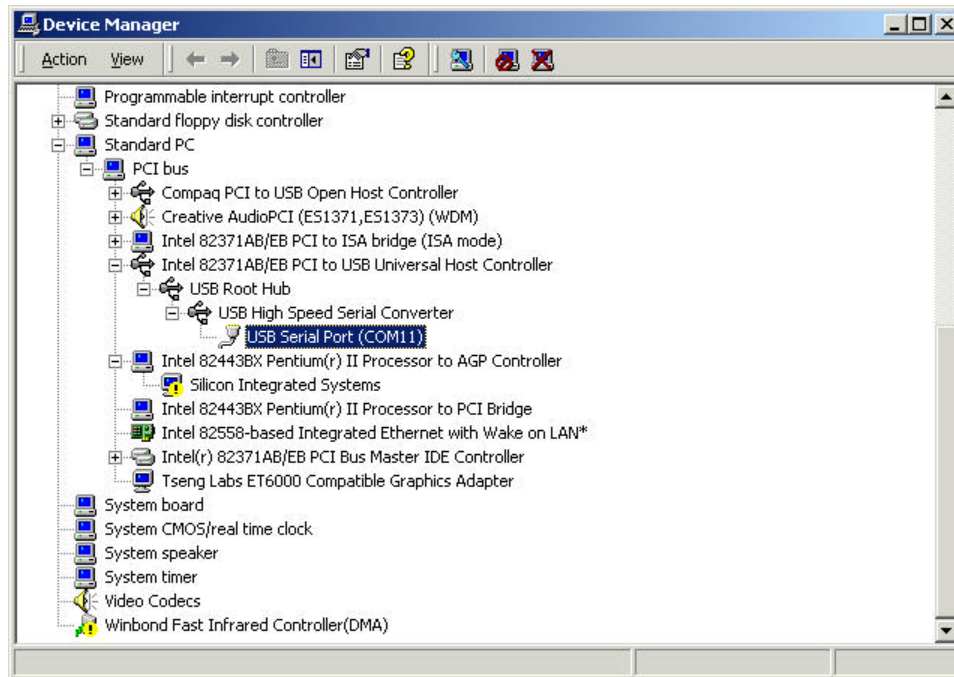 Device Manager
Action View
Programmable interrupt controller
Standard floppy disk controller
Standard PC
PCI bus
Compaq PCI to USB Open Host Controller
Creative AudioPCI (ES1371,ES1373) (WDM)
Intel 82371AB/EB PCI to ISA bridge (ISA mode)
Intel 82371AB/EB PCI to USB Universal Host Controller
USB Root Hub
USB High Speed Serial Converter
USB Serial Port (COM11)
Intel 82443BX Pentium(r) II Processor to AGP Controller
Silicon Integrated Systems
Intel 82443BX Pentium(r) II Processor to PCI Bridge
Intel 82558-based Integrated Ethernet with Wake on LAN*
Intel(r) 82371AB/EB PCI Bus Master IDE Controller
Tseng Labs ET6000 Compatible Graphics Adapter
System board
System CMOS/real time clock
System speaker
System timer
Video Codecs
Winbond Fast Infrared Controller(DMA)